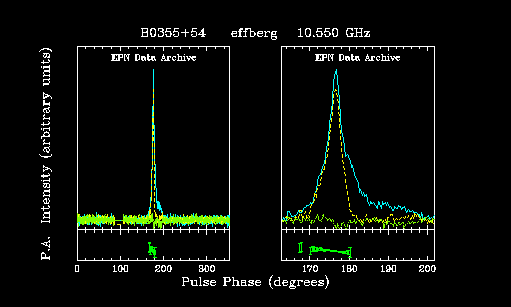 B0355+54 effberg 10.550 GHz
EPN Data Archive EPN Data Archive
Intensity (arbitrary units)
P.A.
0 100 200 300 170 180 190 200
Pulse Phase (degrees)